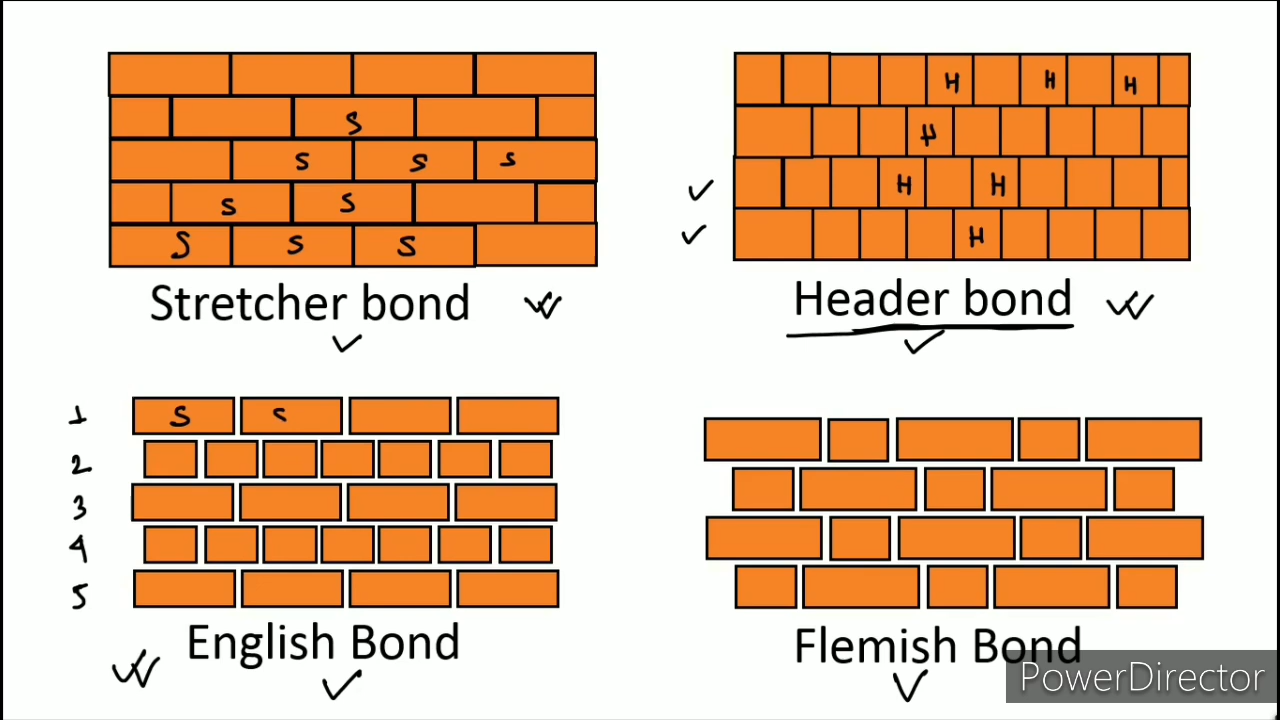 H H H
S
H
S S S
H H
S S
S S S
H
Stretcher bond
Header bond
1 S S
2
3
4
5
English Bond
Flemish Bond
PowerDirector